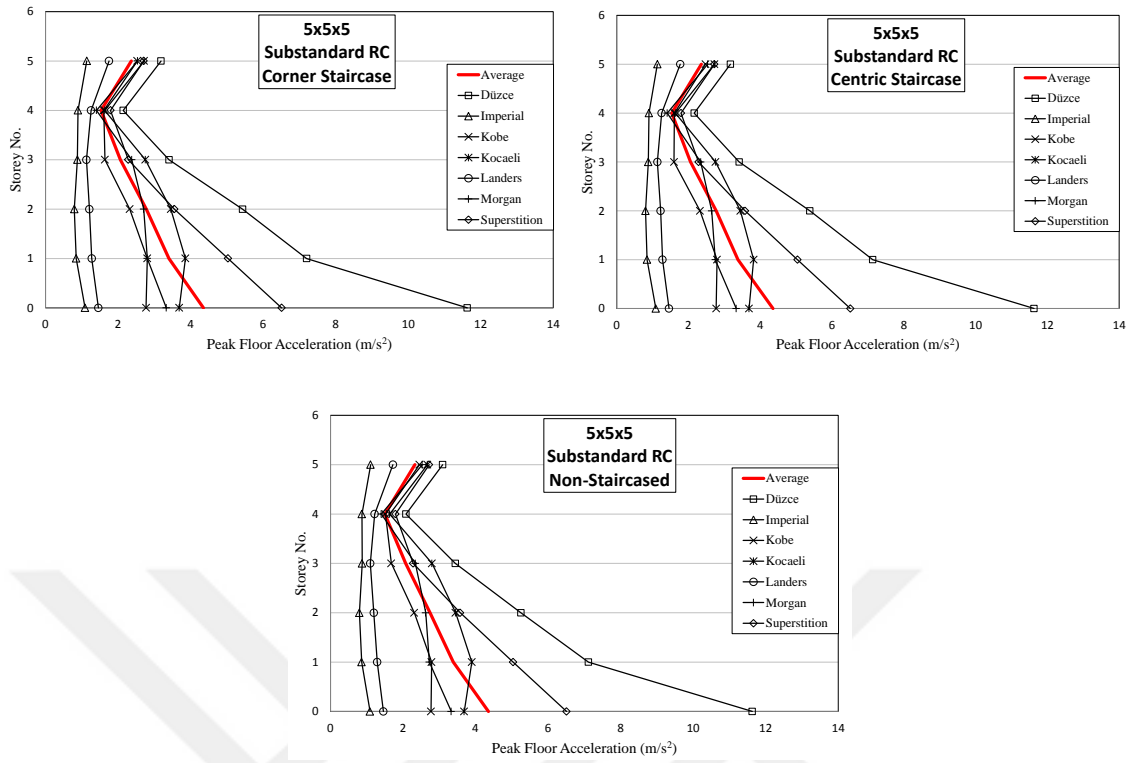 5x5x5
Substandard RC
Corner Staircase
Average
Düzce
Imperial
Kobe
Kocaeli
Landers
Morgan
Superstition
6
5
4
3
2
1
0
Storey No.
0 2 4 6 8 10 12 14
Peak Floor Acceleration (m/s²)
5x5x5
Substandard RC
Centric Staircase
Average
Düzce
Imperial
Kobe
Kocaeli
Landers
Morgan
Superstition
6
5
4
3
2
1
0
Storey No.
0 2 4 6 8 10 12 14
Peak Floor Acceleration (m/s²)
5x5x5
Substandard RC
Non-Staircased
Average
Düzce
Imperial
Kobe
Kocaeli
Landers
Morgan
Superstition
6
5
4
3
2
1
0
Storey No.
0 2 4 6 8 10 12 14
Peak Floor Acceleration (m/s²)